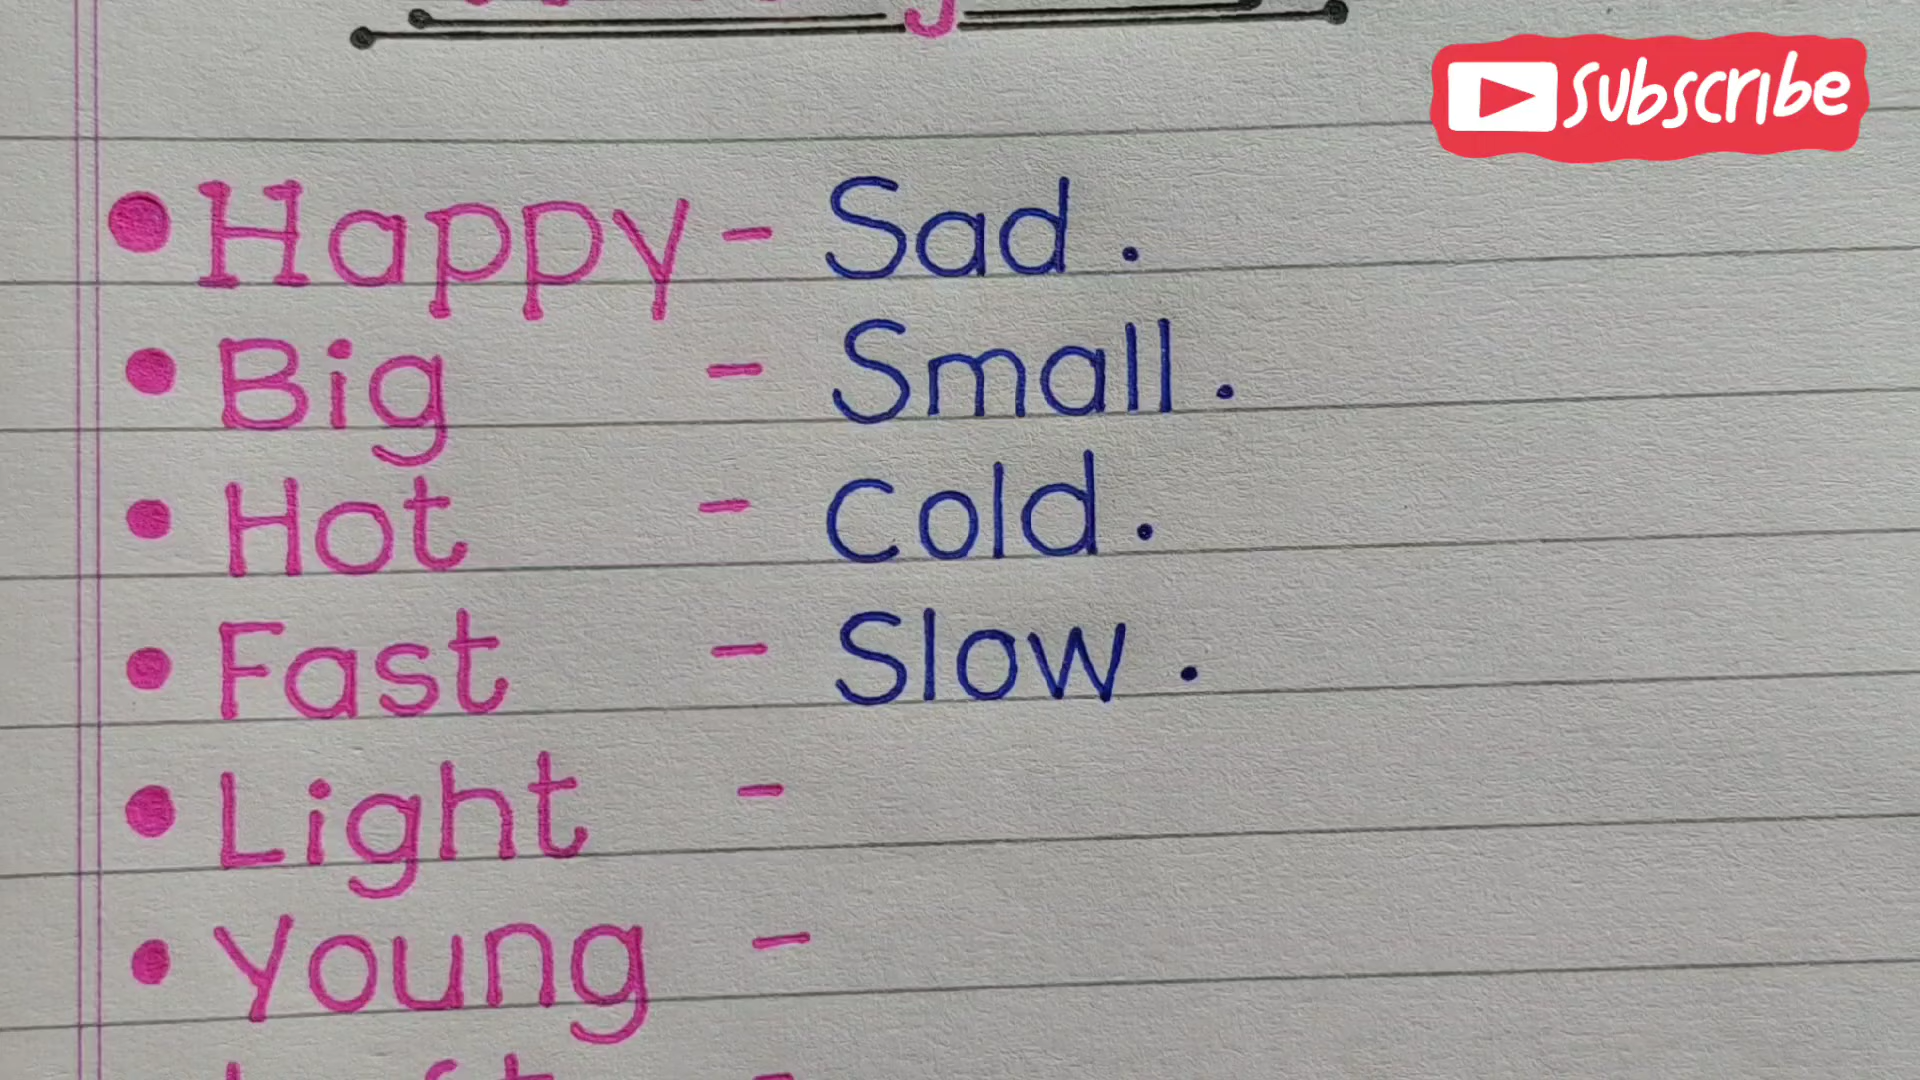 Subscribe
• Happy - Sad .
• Big - Small .
• Hot - Cold .
• Fast - Slow .
• Light -
• Young -